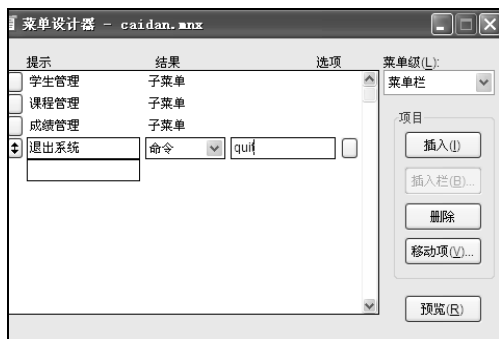 菜单设计器 - caidan.mnx
提示 结果 选项 菜单级(L):
学生管理 子菜单 菜单栏
课程管理 子菜单
成绩管理 子菜单 项目
退出系统 命令 quit 插入(I)
插入栏(B)...
删除
移动项(V)...
预览(R)